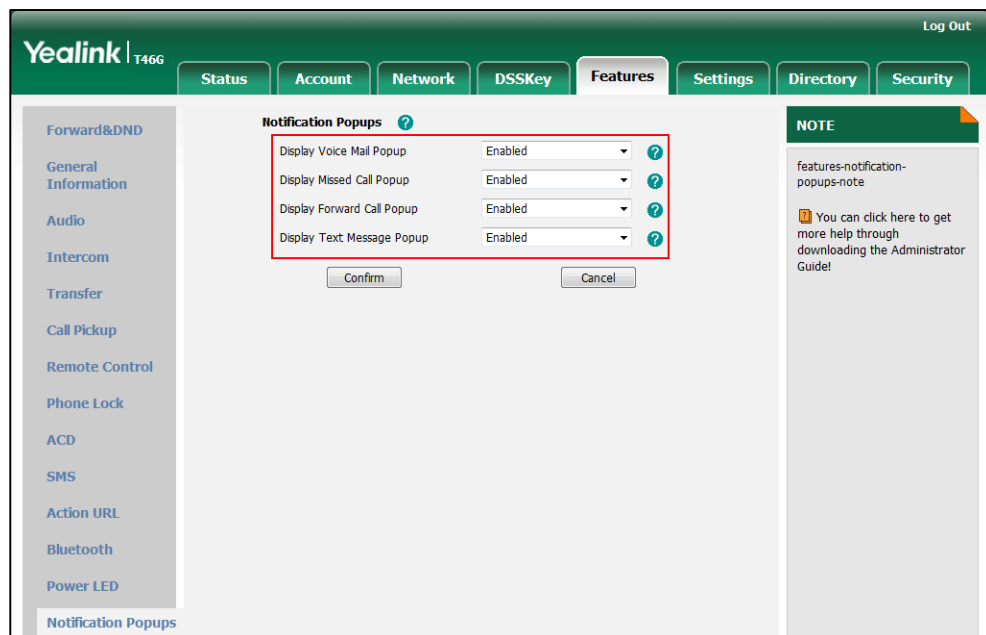 Log Out
Yealink T46G
Status Account Network DSSKey Features Settings Directory Security
Forward&DND
General
Information
Audio
Intercom
Transfer
Call Pickup
Remote Control
Phone Lock
ACD
SMS
Action URL
Bluetooth
Power LED
Notification Popups
Notification Popups ?
Display Voice Mail Popup Enabled ?
Display Missed Call Popup Enabled ?
Display Forward Call Popup Enabled ?
Display Text Message Popup Enabled ?
Confirm Cancel
NOTE
features-notification-
popups-note
? You can click here to get
more help through
downloading the Administrator
Guide!